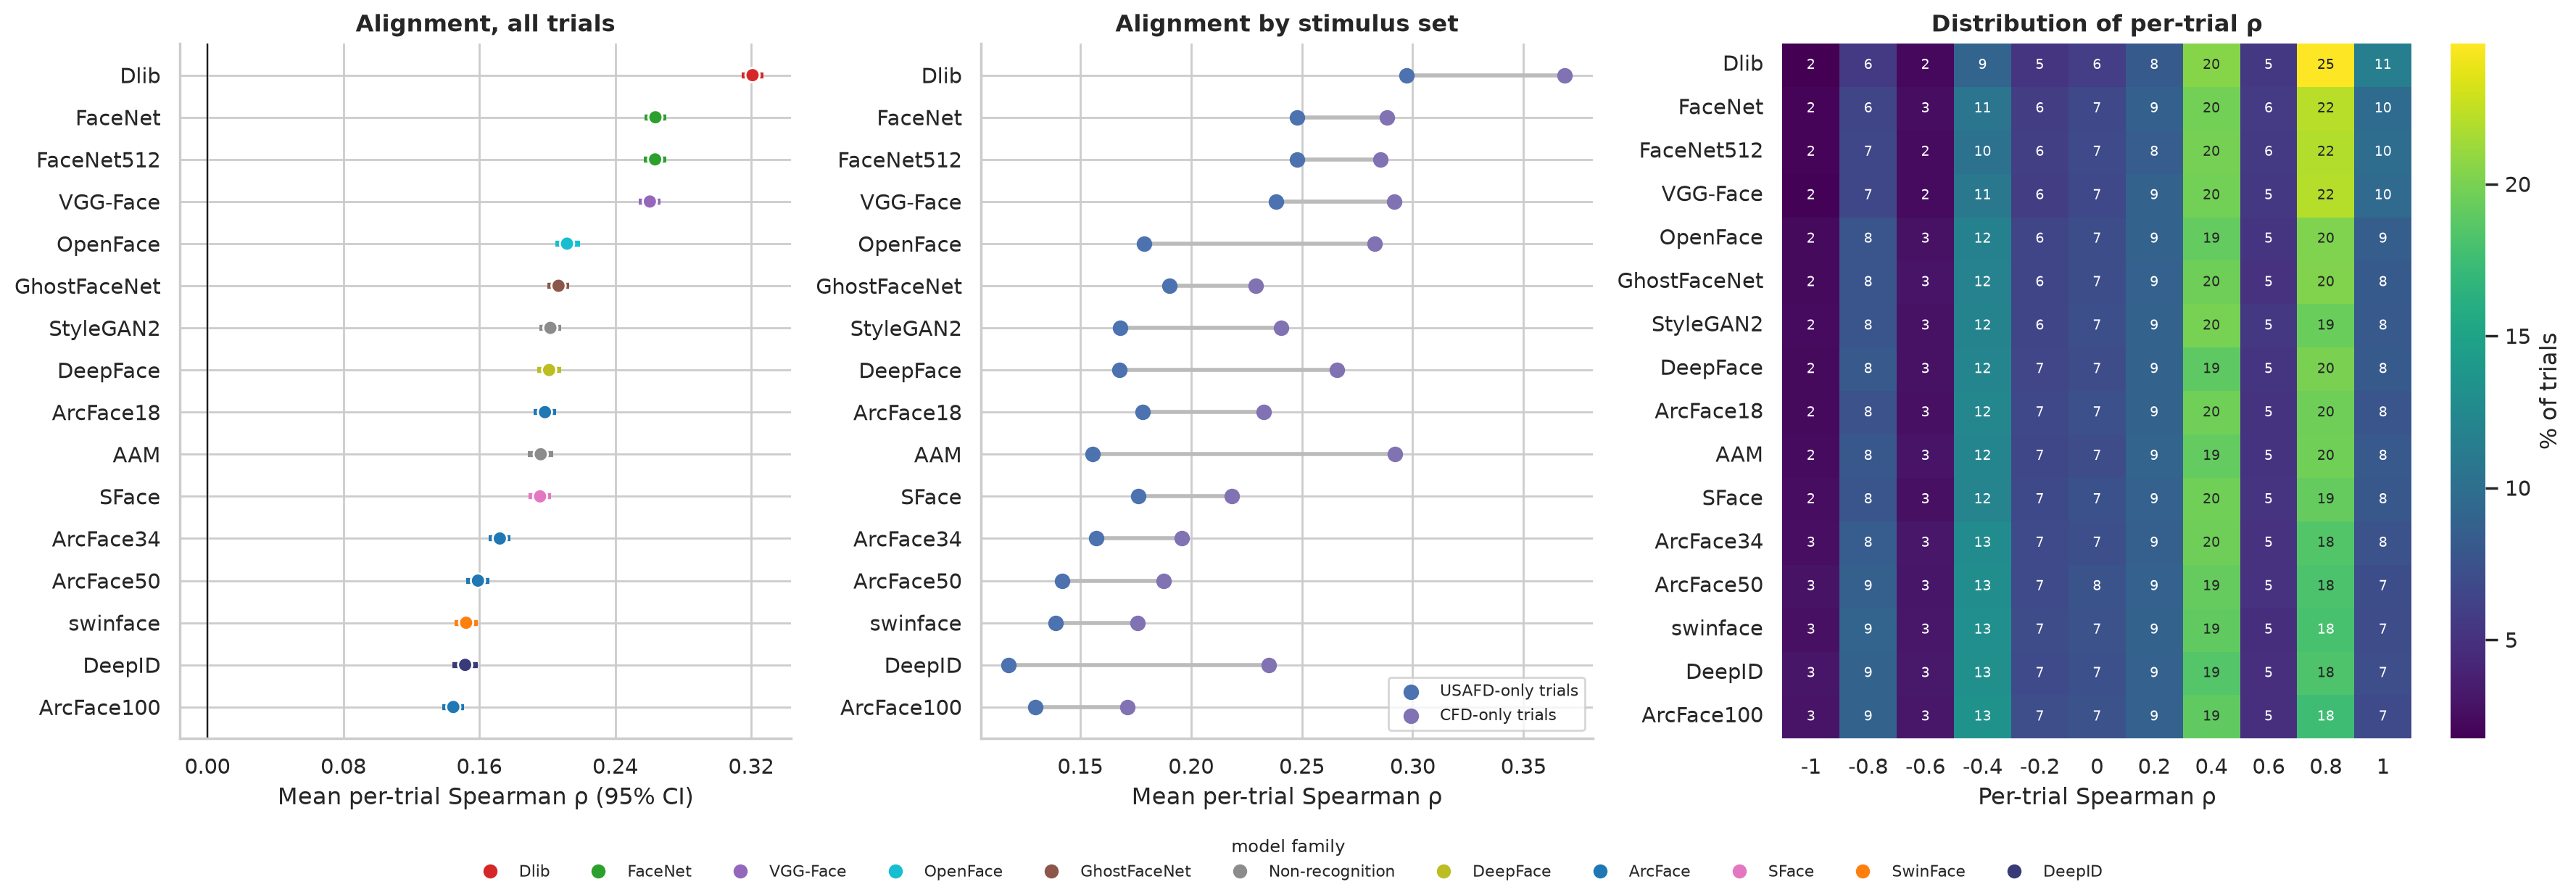 Alignment, all trials
Dlib
FaceNet
FaceNet512
VGG-Face
OpenFace
GhostFaceNet
StyleGAN2
DeepFace
ArcFace18
AAM
SFace
ArcFace34
ArcFace50
swinface
DeepID
ArcFace100
0.00 0.08 0.16 0.24 0.32
Mean per-trial Spearman ρ (95% CI)
Alignment by stimulus set
Dlib
FaceNet
FaceNet512
VGG-Face
OpenFace
GhostFaceNet
StyleGAN2
DeepFace
ArcFace18
AAM
SFace
ArcFace34
ArcFace50
swinface
DeepID
ArcFace100
USAFD-only trials
CFD-only trials
0.15 0.20 0.25 0.30 0.35
Mean per-trial Spearman ρ
Distribution of per-trial ρ
Dlib 2 6 2 9 5 6 8 20 5 25 11
FaceNet 2 6 3 11 6 7 9 20 6 22 10
FaceNet512 2 7 2 10 6 7 8 20 6 22 10
VGG-Face 2 7 2 11 6 7 9 20 5 22 10
OpenFace 2 8 3 12 6 7 9 19 5 20 9
GhostFaceNet 2 8 3 12 6 7 9 20 5 20 8
StyleGAN2 2 8 3 12 6 7 9 20 5 19 8
DeepFace 2 8 3 12 7 7 9 19 5 20 8
ArcFace18 2 8 3 12 7 7 9 20 5 20 8
AAM 2 8 3 12 7 7 9 19 5 20 8
SFace 2 8 3 12 7 7 9 20 5 19 8
ArcFace34 3 8 3 13 7 7 9 20 5 18 8
ArcFace50 3 9 3 13 7 8 9 19 5 18 7
swinface 3 9 3 13 7 7 9 19 5 18 7
DeepID 3 9 3 13 7 7 9 19 5 18 7
ArcFace100 3 9 3 13 7 7 9 19 5 18 7
-1 -0.8 -0.6 -0.4 -0.2 0 0.2 0.4 0.6 0.8 1
Per-trial Spearman ρ
20
15
10
5
% of trials
model family
Dlib FaceNet VGG-Face OpenFace GhostFaceNet Non-recognition DeepFace ArcFace SFace SwinFace DeepID